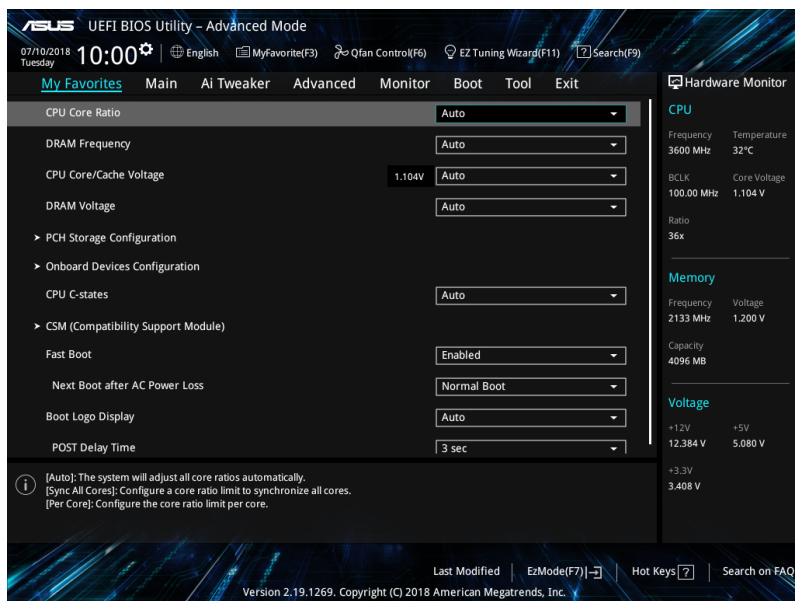 ASUS UEFI BIOS Utility – Advanced Mode
07/10/2018 Tuesday 10:00 English MyFavorite(F3) Qfan Control(F6) EZ Tuning Wizard(F11) ? Search(F9)
My Favorites Main Ai Tweaker Advanced Monitor Boot Tool Exit
Hardware Monitor
CPU Core Ratio Auto
DRAM Frequency Auto
CPU Core/Cache Voltage 1.104V Auto
DRAM Voltage Auto
> PCH Storage Configuration
> Onboard Devices Configuration
CPU C-states Auto
> CSM (Compatibility Support Module)
Fast Boot Enabled
Next Boot after AC Power Loss Normal Boot
Boot Logo Display Auto
POST Delay Time 3 sec
CPU
Frequency Temperature
3600 MHz 32°C
BCLK Core Voltage
100.00 MHz 1.104 V
Ratio
36x
Memory
Frequency Voltage
2133 MHz 1.200 V
Capacity
4096 MB
Voltage
+12V +5V
12.384 V 5.080 V
+3.3V
3.408 V
i [Auto]: The system will adjust all core ratios automatically.
[Sync All Cores]: Configure a core ratio limit to synchronize all cores.
[Per Core]: Configure the core ratio limit per core.
Last Modified | EzMode(F7) | Hot Keys ? | Search on FAQ
Version 2.19.1269. Copyright (C) 2018 American Megatrends, Inc.